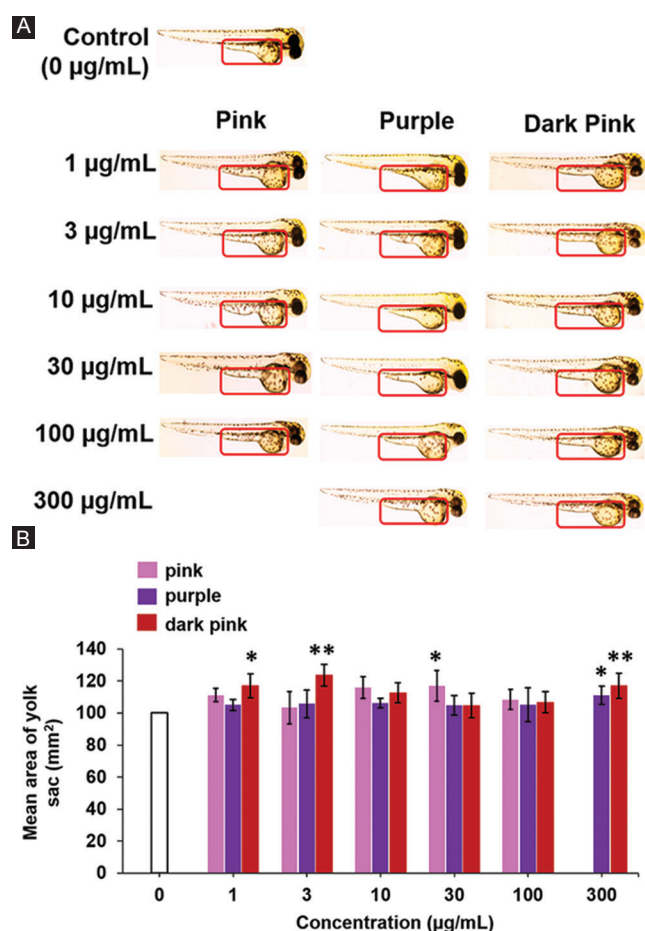 A
Control
(0 µg/mL)
Pink Purple Dark Pink
1 µg/mL
3 µg/mL
10 µg/mL
30 µg/mL
100 µg/mL
300 µg/mL
B
pink
purple
dark pink
Mean area of yolk
sac (mm²)
140
120
100
80
60
40
20
0
* ** * * **
0 1 3 10 30 100 300
Concentration (µg/mL)